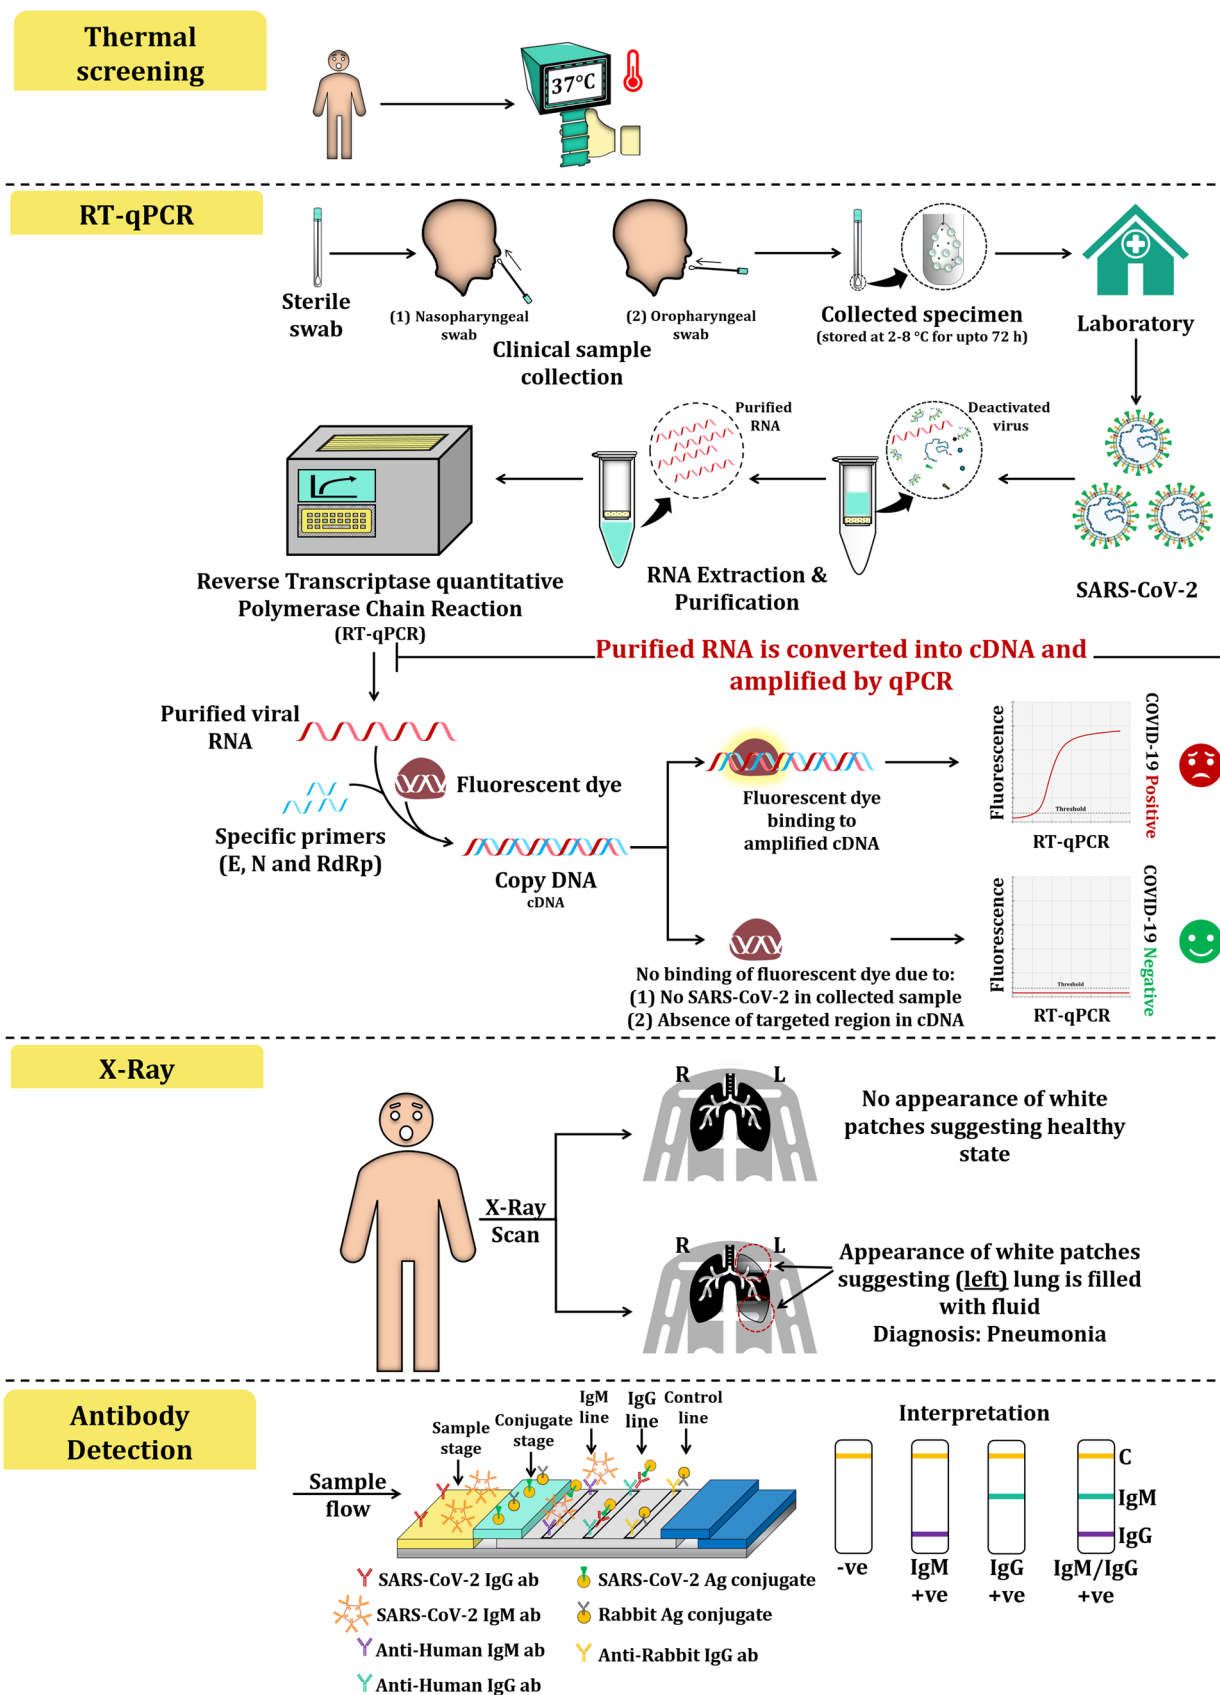 Thermal
screening
37°C
RT-qPCR
Sterile
swab
(1) Nasopharyngeal
swab
(2) Oropharyngeal
swab
Clinical sample
collection
Collected specimen
(stored at 2-8 °C for upto 72 h)
Laboratory
Purified
RNA
Deactivated
virus
Reverse Transcriptase quantitative
Polymerase Chain Reaction
(RT-qPCR)
RNA Extraction &
Purification
SARS-CoV-2
Purified RNA is converted into cDNA and
amplified by qPCR
Purified viral
RNA
Fluorescent dye
Specific primers
(E, N and RdRp)
Copy DNA
cDNA
Fluorescent dye
binding to
amplified cDNA
Fluorescence
Threshold
RT-qPCR
COVID-19 Positive
No binding of fluorescent dye due to:
(1) No SARS-CoV-2 in collected sample
(2) Absence of targeted region in cDNA
Fluorescence
Threshold
RT-qPCR
COVID-19 Negative
X-Ray
X-Ray
Scan
R L
No appearance of white
patches suggesting healthy
state
R L
Appearance of white patches
suggesting (left) lung is filled
with fluid
Diagnosis: Pneumonia
Antibody
Detection
Sample
flow
Sample
stage
Conjugate
stage
IgM
line
IgG
line
Control
line
SARS-CoV-2 IgG ab
SARS-CoV-2 IgM ab
Anti-Human IgM ab
Anti-Human IgG ab
SARS-CoV-2 Ag conjugate
Rabbit Ag conjugate
Anti-Rabbit IgG ab
Interpretation
C
IgM
IgG
-ve
IgM
+ve
IgG
+ve
IgM/IgG
+ve